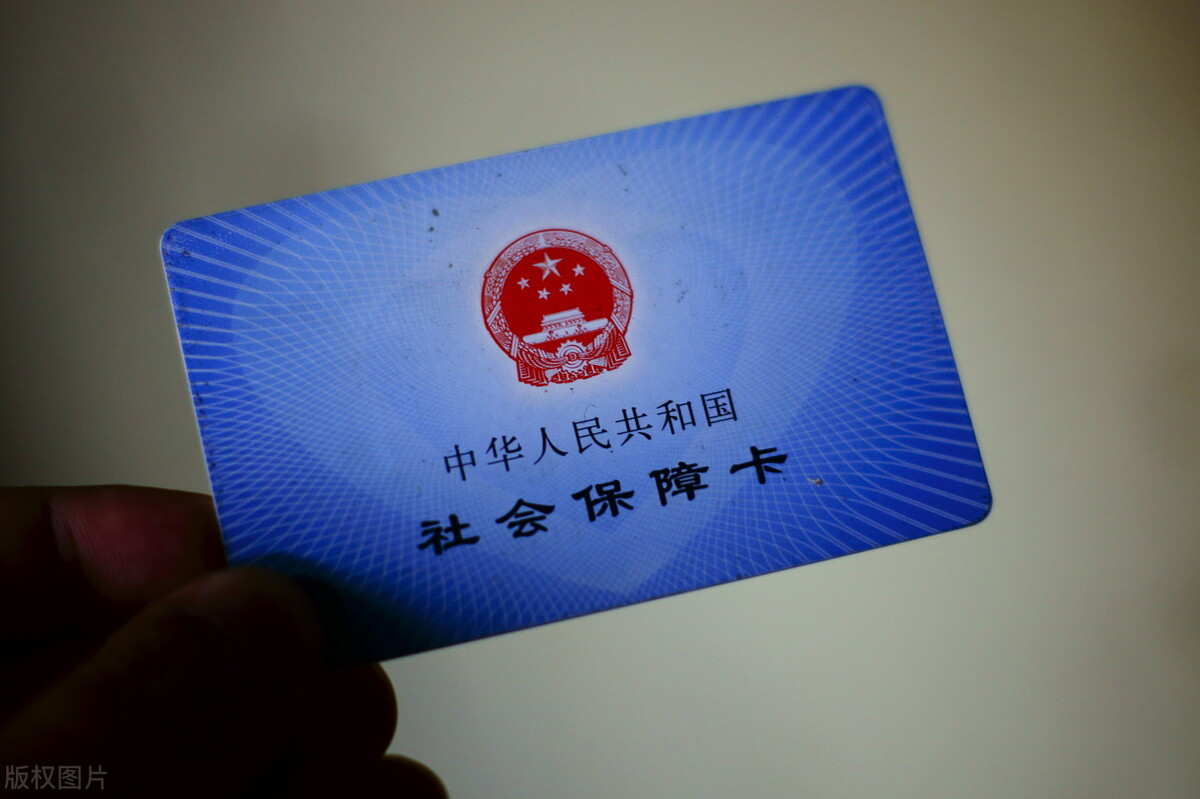 中华人民共和国
社会保障卡
版权图片